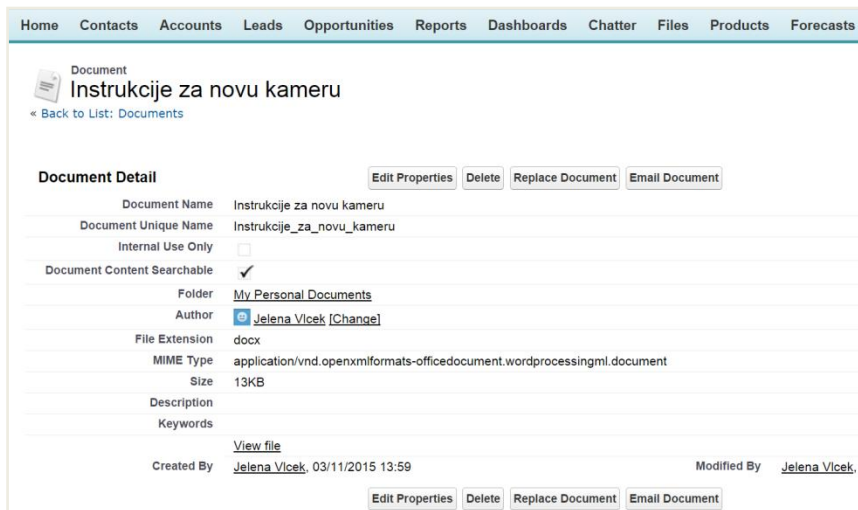 Home Contacts Accounts Leads Opportunities Reports Dashboards Chatter Files Products Forecasts
Document
Instrukcije za novu kameru
« Back to List: Documents
Document Detail Edit Properties Delete Replace Document Email Document
Document Name Instrukcije za novu kameru
Document Unique Name Instrukcije_za_novu_kameru
Internal Use Only
Document Content Searchable ✓
Folder My Personal Documents
Author Jelena Vlcek [Change]
File Extension docx
MIME Type application/vnd.openxmlformats-officedocument.wordprocessingml.document
Size 13KB
Description
Keywords
View file
Created By Jelena Vlcek, 03/11/2015 13:59 Modified By Jelena Vlcek,
Edit Properties Delete Replace Document Email Document